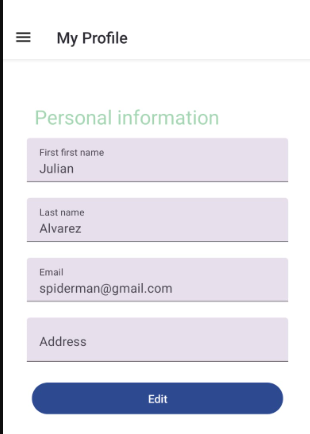 My Profile
Personal information
First first name
Julian
Last name
Alvarez
Email
spiderman@gmail.com
Address
Edit